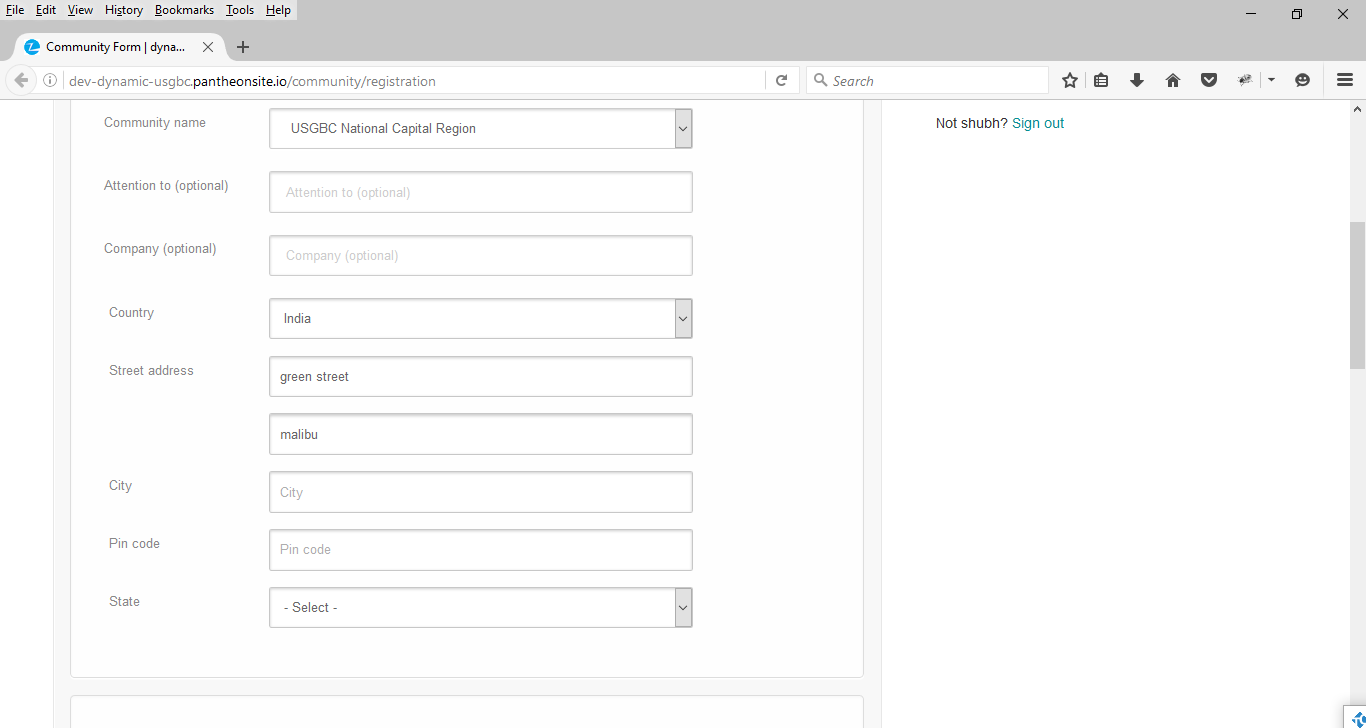 File Edit View History Bookmarks Tools Help
Community Form | dyna...
dev-dynamic-usgbc.pantheonsite.io/community/registration
Search
Community name
USGBC National Capital Region
Not shubh? Sign out
Attention to (optional)
Attention to (optional)
Company (optional)
Company (optional)
Country
India
Street address
green street
malibu
City
City
Pin code
Pin code
State
- Select -